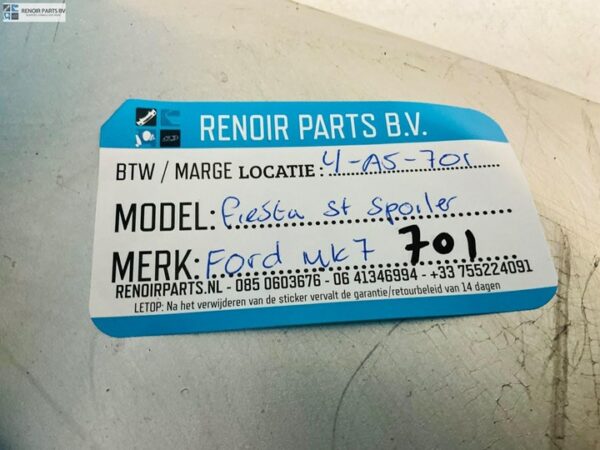 RENOIR PARTS BV
RENOIR PARTS B.V.
BTW / MARGE LOCATIE: 4-A5-701
MODEL: fiesta st spoiler
MERK: Ford mk7 701
RENOIRPARTS.NL - 085 0603676 - 06 41346994 - +33 755224091
LETOP: Na het verwijderen van de sticker vervalt de garantie/retourbeleid van 14 dagen